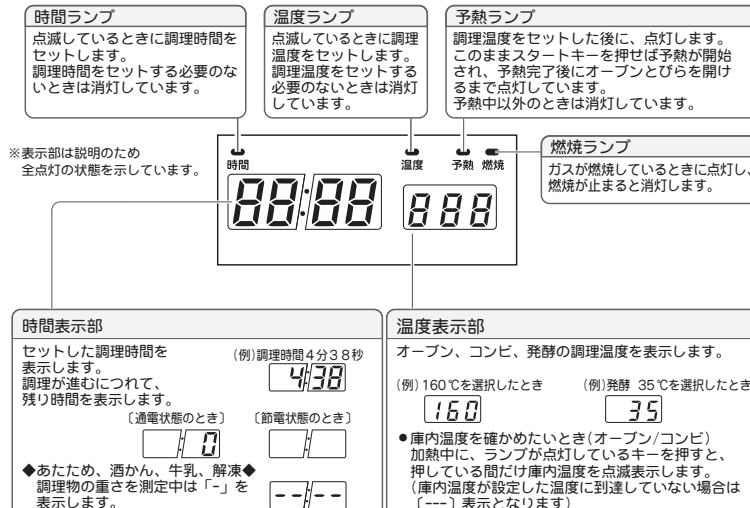 時間ランプ
点滅しているときに調理時間を
セットします。
調理時間をセットする必要のな
いときは消灯しています。
温度ランプ
点滅しているときに調理
温度をセットします。
調理温度をセットする
必要のないときは消灯
しています。
予熱ランプ
調理温度をセットした後に、点灯します。
このままスタートキーを押せば予熱が開始
され、予熱完了後にオーブンとびらを開け
るまで点灯しています。
予熱中以外のときは消灯しています。
※表示部は説明のため
全点灯の状態を示しています。
時間
温度
予熱 燃焼
88:88
888
燃焼ランプ
ガスが燃焼しているときに点灯し、
燃焼が止まると消灯します。
時間表示部
セットした調理時間を
表示します。
調理が進むにつれて、
残り時間を表示します。
(例)調理時間4分38秒
4:38
〔通電状態のとき〕
〔節電状態のとき〕
: 0
:
◆あたため、酒かん、牛乳、解凍◆
調理物の重さを測定中は「-」を
表示します。
--:--
温度表示部
オーブン、コンビ、発酵の調理温度を表示します。
(例)160℃を選択したとき
(例)発酵 35℃を選択したとき
160
35
●庫内温度を確かめたいとき(オーブン/コンビ)
加熱中に、ランプが点灯しているキーを押すと、
押している間だけ庫内温度を点滅表示します。
(庫内温度が設定した温度に到達していない場合は
〔---〕表示となります)